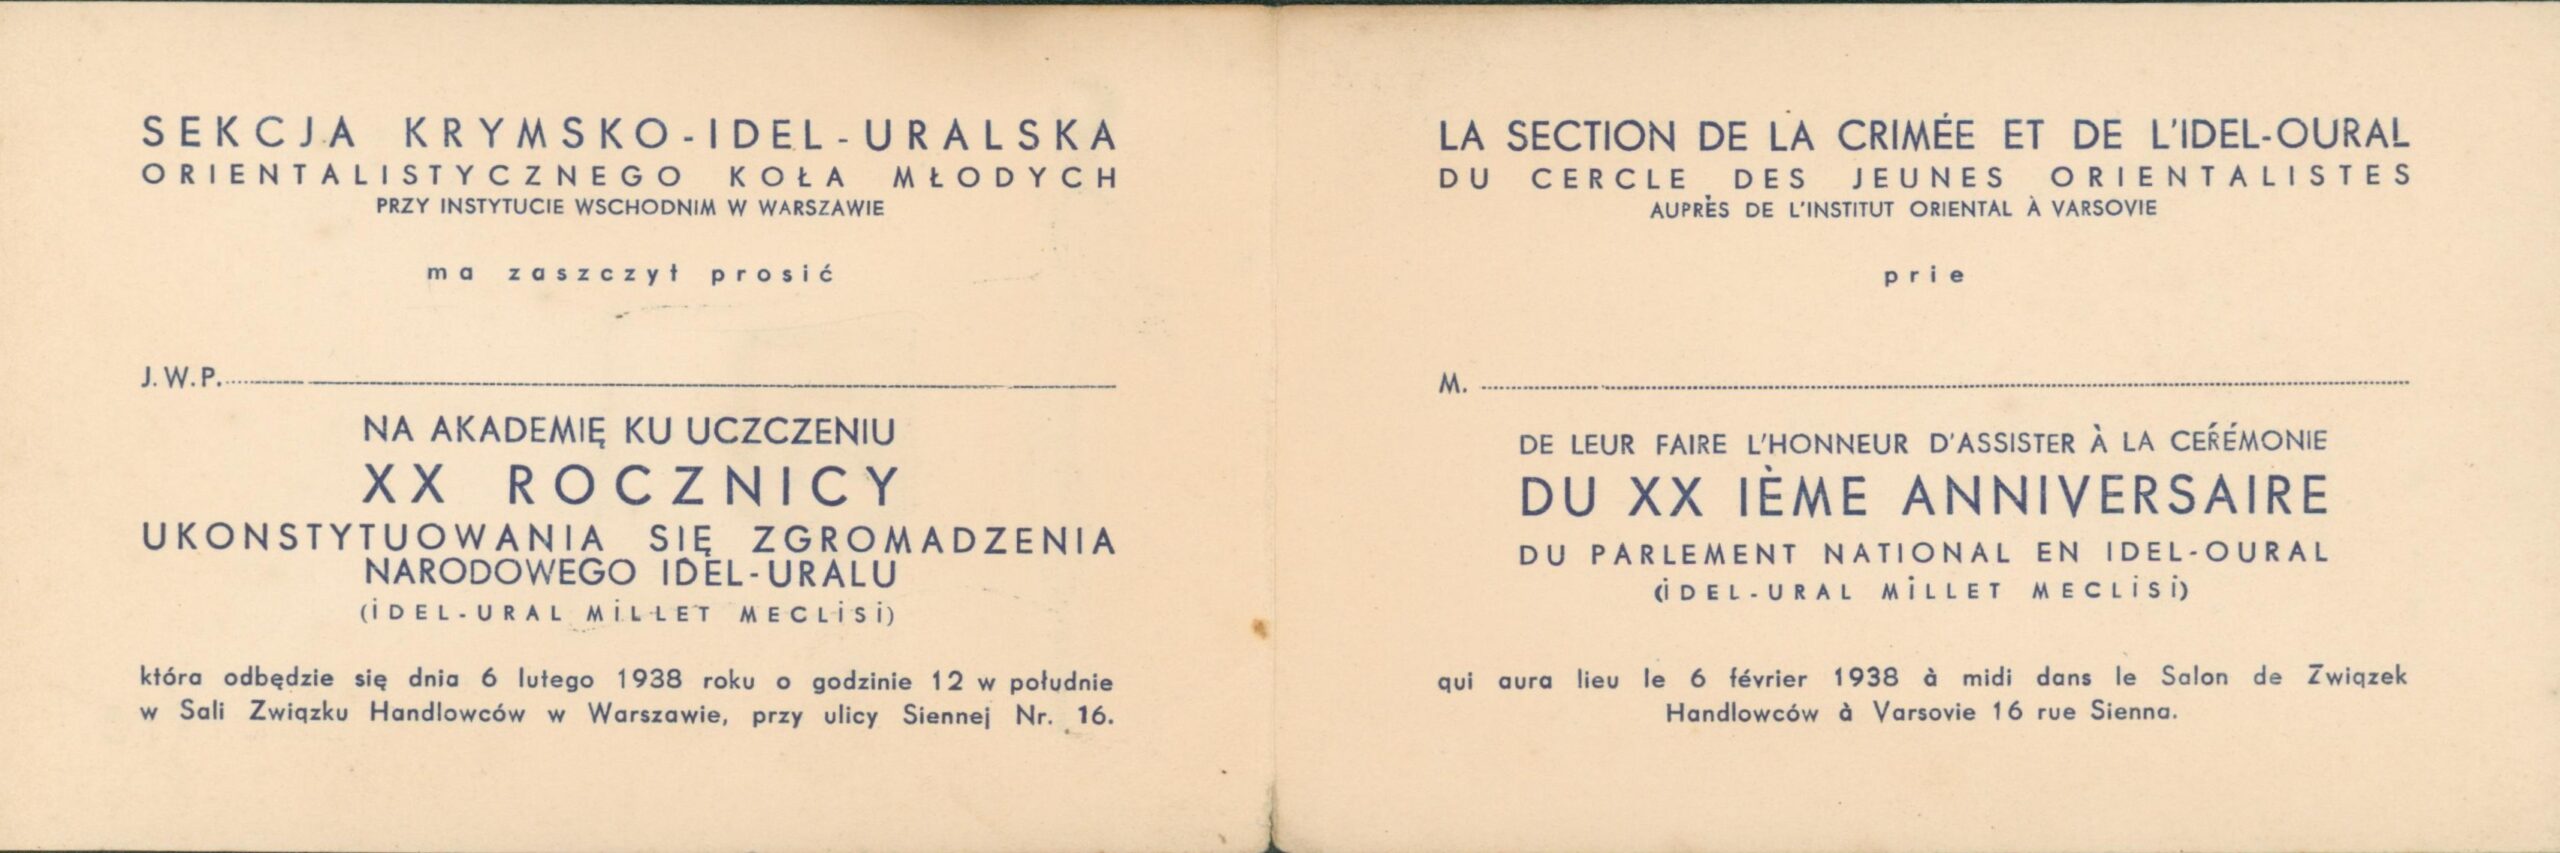 SEKCJA KRYMSKO-IDEL-URALSKA
ORIENTALISTYCZNEGO KOŁA MŁODYCH
PRZY INSTYTUCIE WSCHODNIM W WARSZAWIE
ma zaszczyt prosić
J. W. P.
NA AKADEMIĘ KU UCZCZENIU
XX ROCZNICY
UKONSTYTUOWANIA SIĘ ZGROMADZENIA
NARODOWEGO IDEL-URALU
(İDEL-URAL MİLLET MECLİSİ)
która odbędzie się dnia 6 lutego 1938 roku o godzinie 12 w południe
w Sali Związku Handlowców w Warszawie, przy ulicy Siennej Nr. 16.
LA SECTION DE LA CRIMÉE ET DE L'IDEL-OURAL
DU CERCLE DES JEUNES ORIENTALISTES
AUPRÈS DE L'INSTITUT ORIENTAL À VARSOVIE
prie
M.
DE LEUR FAIRE L'HONNEUR D'ASSISTER À LA CEŔÉMONIE
DU XX IÈME ANNIVERSAIRE
DU PARLEMENT NATIONAL EN IDEL-OURAL
(İDEL-URAL MİLLET MECLİSİ)
qui aura lieu le 6 février 1938 à midi dans le Salon de Związek
Handlowców à Varsovie 16 rue Sienna.